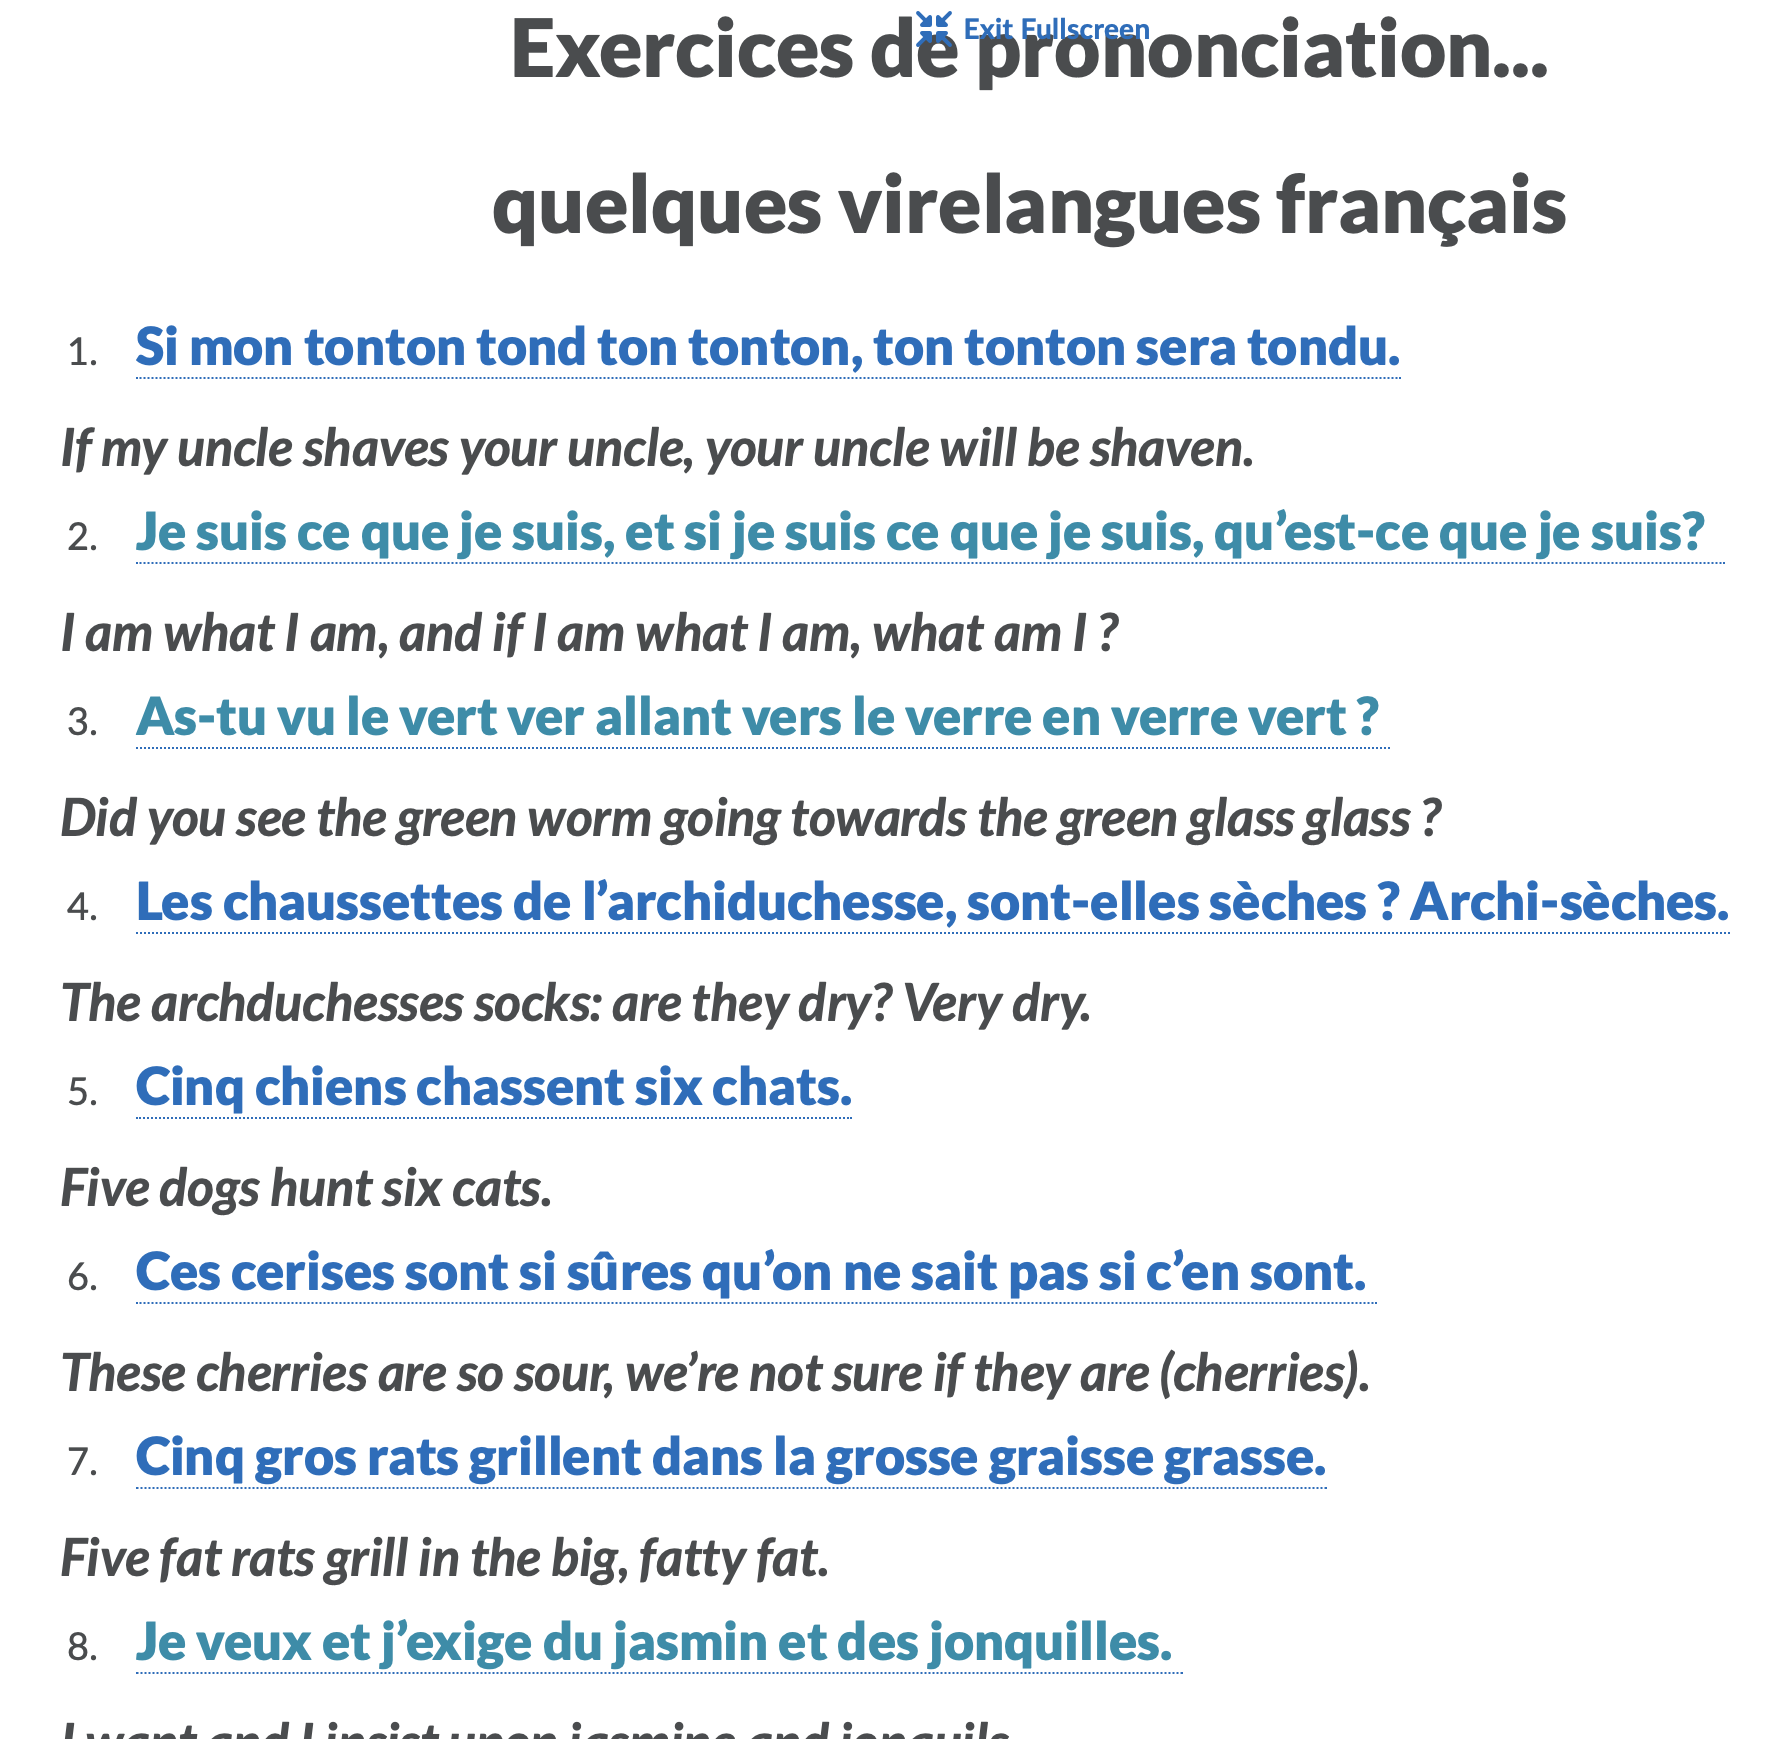 Exit Fullscreen
Exercices de prononciation...
quelques virelangues français
1. Si mon tonton tond ton tonton, ton tonton sera tondu.
If my uncle shaves your uncle, your uncle will be shaven.
2. Je suis ce que je suis, et si je suis ce que je suis, qu’est-ce que je suis?
I am what I am, and if I am what I am, what am I ?
3. As-tu vu le vert ver allant vers le verre en verre vert ?
Did you see the green worm going towards the green glass glass ?
4. Les chaussettes de l’archiduchesse, sont-elles sèches ? Archi-sèches.
The archduchesses socks: are they dry? Very dry.
5. Cinq chiens chassent six chats.
Five dogs hunt six cats.
6. Ces cerises sont si sûres qu’on ne sait pas si c’en sont.
These cherries are so sour, we’re not sure if they are (cherries).
7. Cinq gros rats grillent dans la grosse graisse grasse.
Five fat rats grill in the big, fatty fat.
8. Je veux et j’exige du jasmin et des jonquilles.
I want and I insist upon jasmine and jonquils